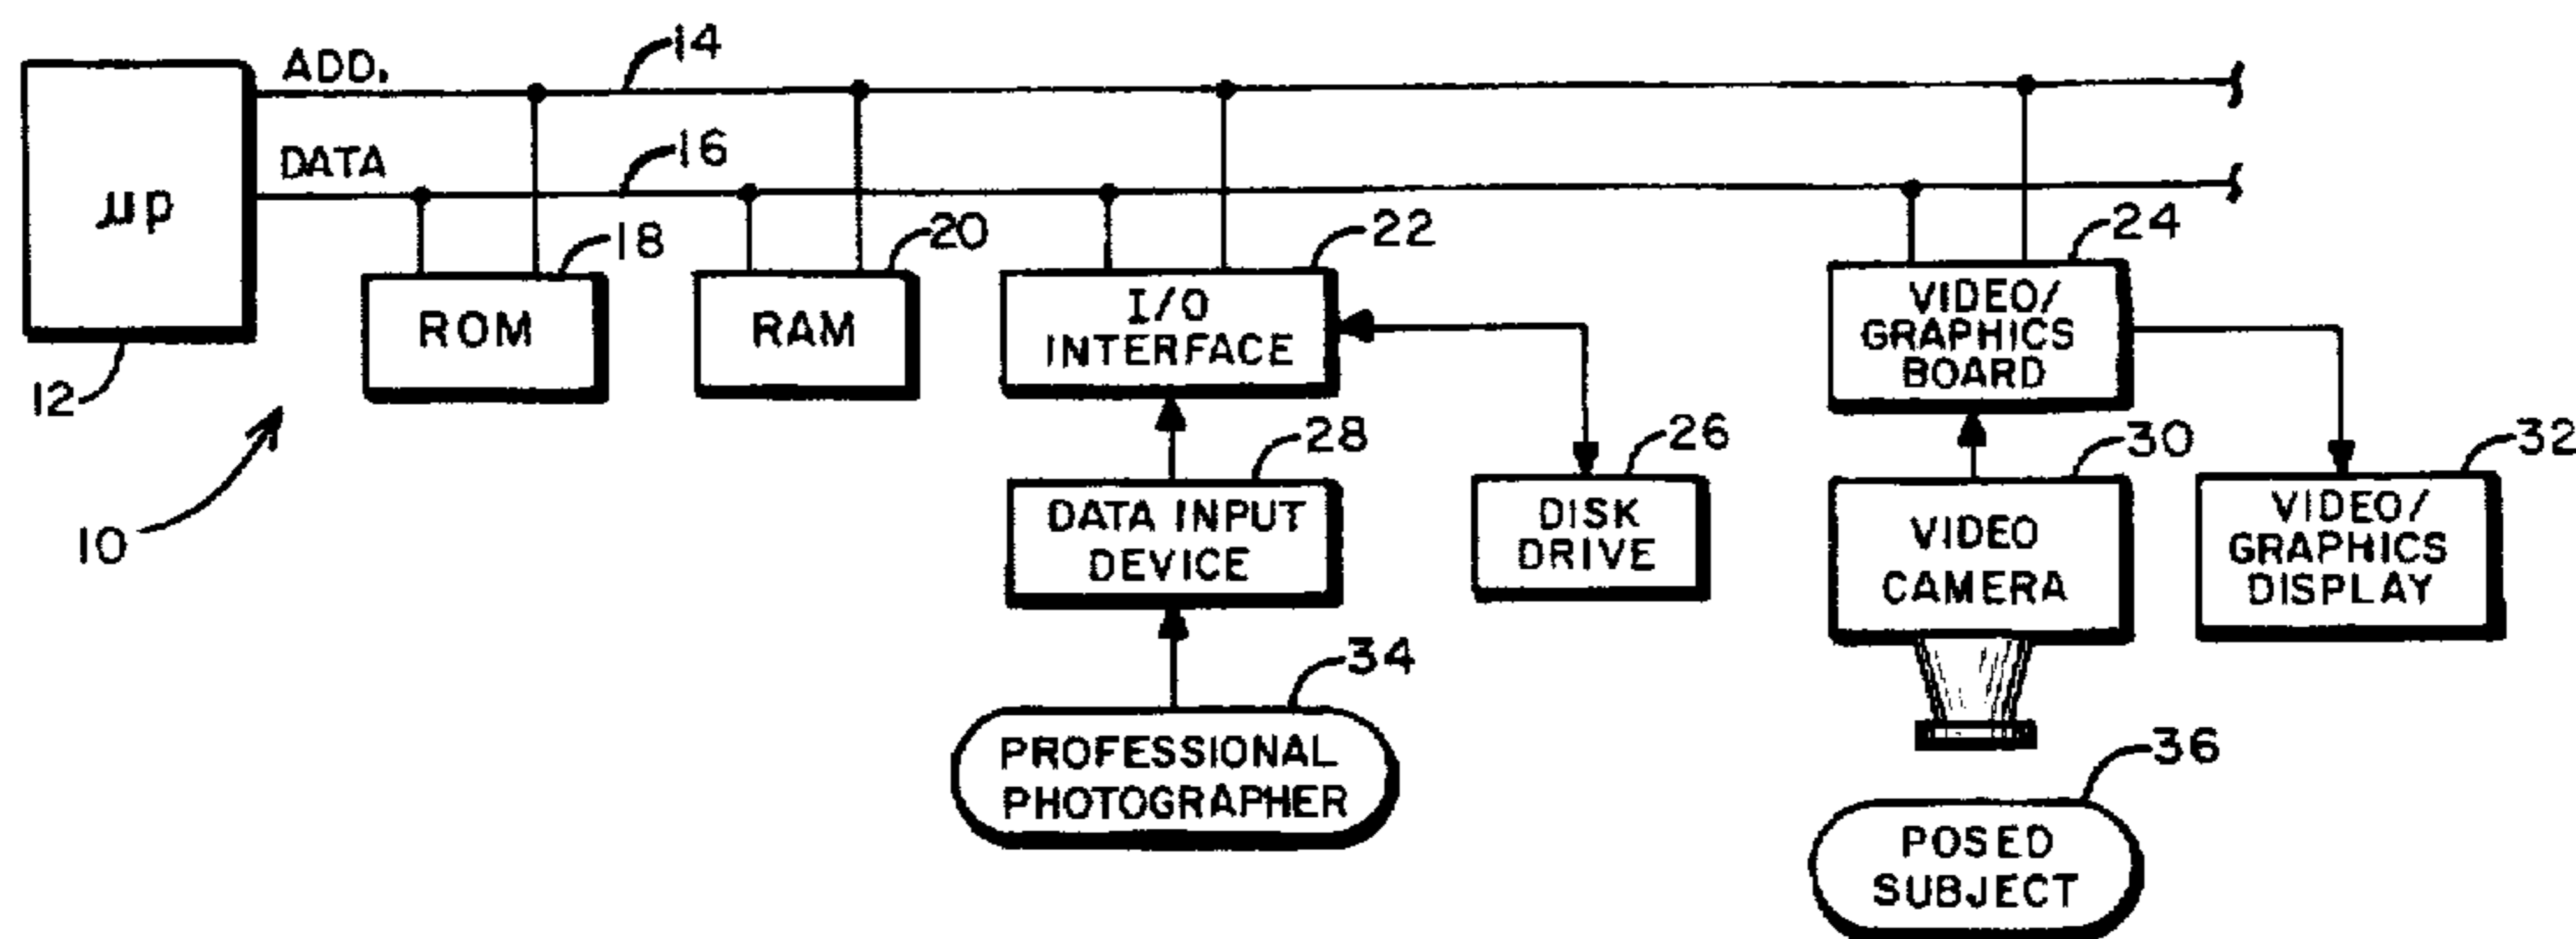 ADD.
14
DATA
16
μp
12
10
18
ROM
20
RAM
22
I/O
INTERFACE
24
VIDEO/
GRAPHICS
BOARD
28
DATA INPUT
DEVICE
26
DISK
DRIVE
30
VIDEO
CAMERA
32
VIDEO/
GRAPHICS
DISPLAY
34
PROFESSIONAL
PHOTOGRAPHER
36
POSED
SUBJECT